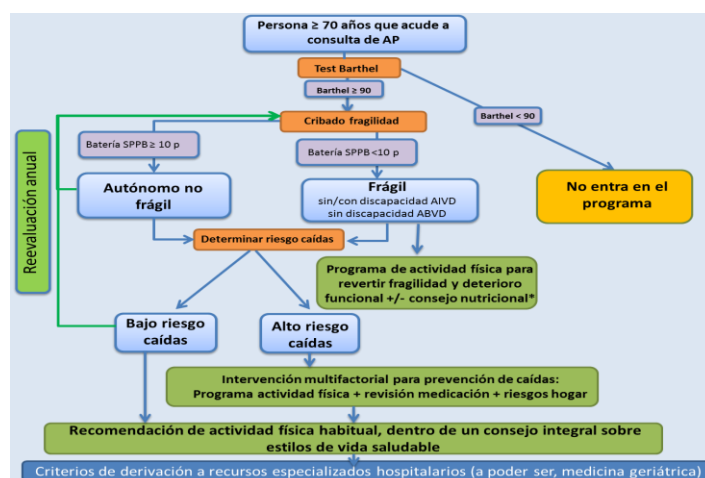 Persona ≥ 70 años que acude a
consulta de AP
Test Barthel
Barthel ≥ 90
Barthel < 90
Cribado fragilidad
Batería SPPB ≥ 10 p
Batería SPPB <10 p
Reevaluación anual
Autónomo no
frágil
Frágil
sin/con discapacidad AIVD
sin discapacidad ABVD
No entra en el
programa
Determinar riesgo caídas
Programa de actividad física para
revertir fragilidad y deterioro
funcional +/- consejo nutricional*
Bajo riesgo
caídas
Alto riesgo
caídas
Intervención multifactorial para prevención de caídas:
Programa actividad física + revisión medicación + riesgos hogar
Recomendación de actividad física habitual, dentro de un consejo integral sobre
estilos de vida saludable
Criterios de derivación a recursos especializados hospitalarios (a poder ser, medicina geriátrica)